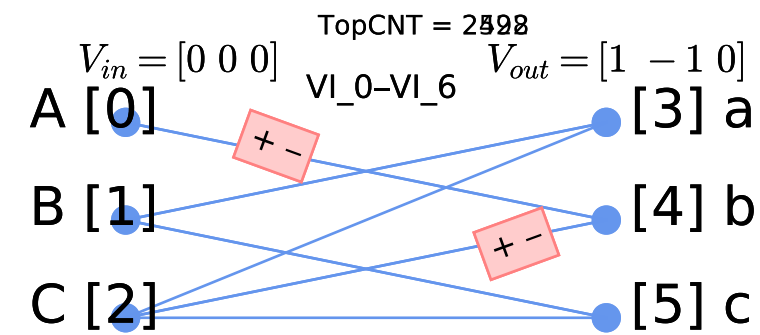 TopCNT =
V_in = [0 0 0]
V_out = [1 −1 0]
VI_0–VI_6
A [0]
[3] a
+ −
B [1]
[4] b
+ −
C [2]
[5] c